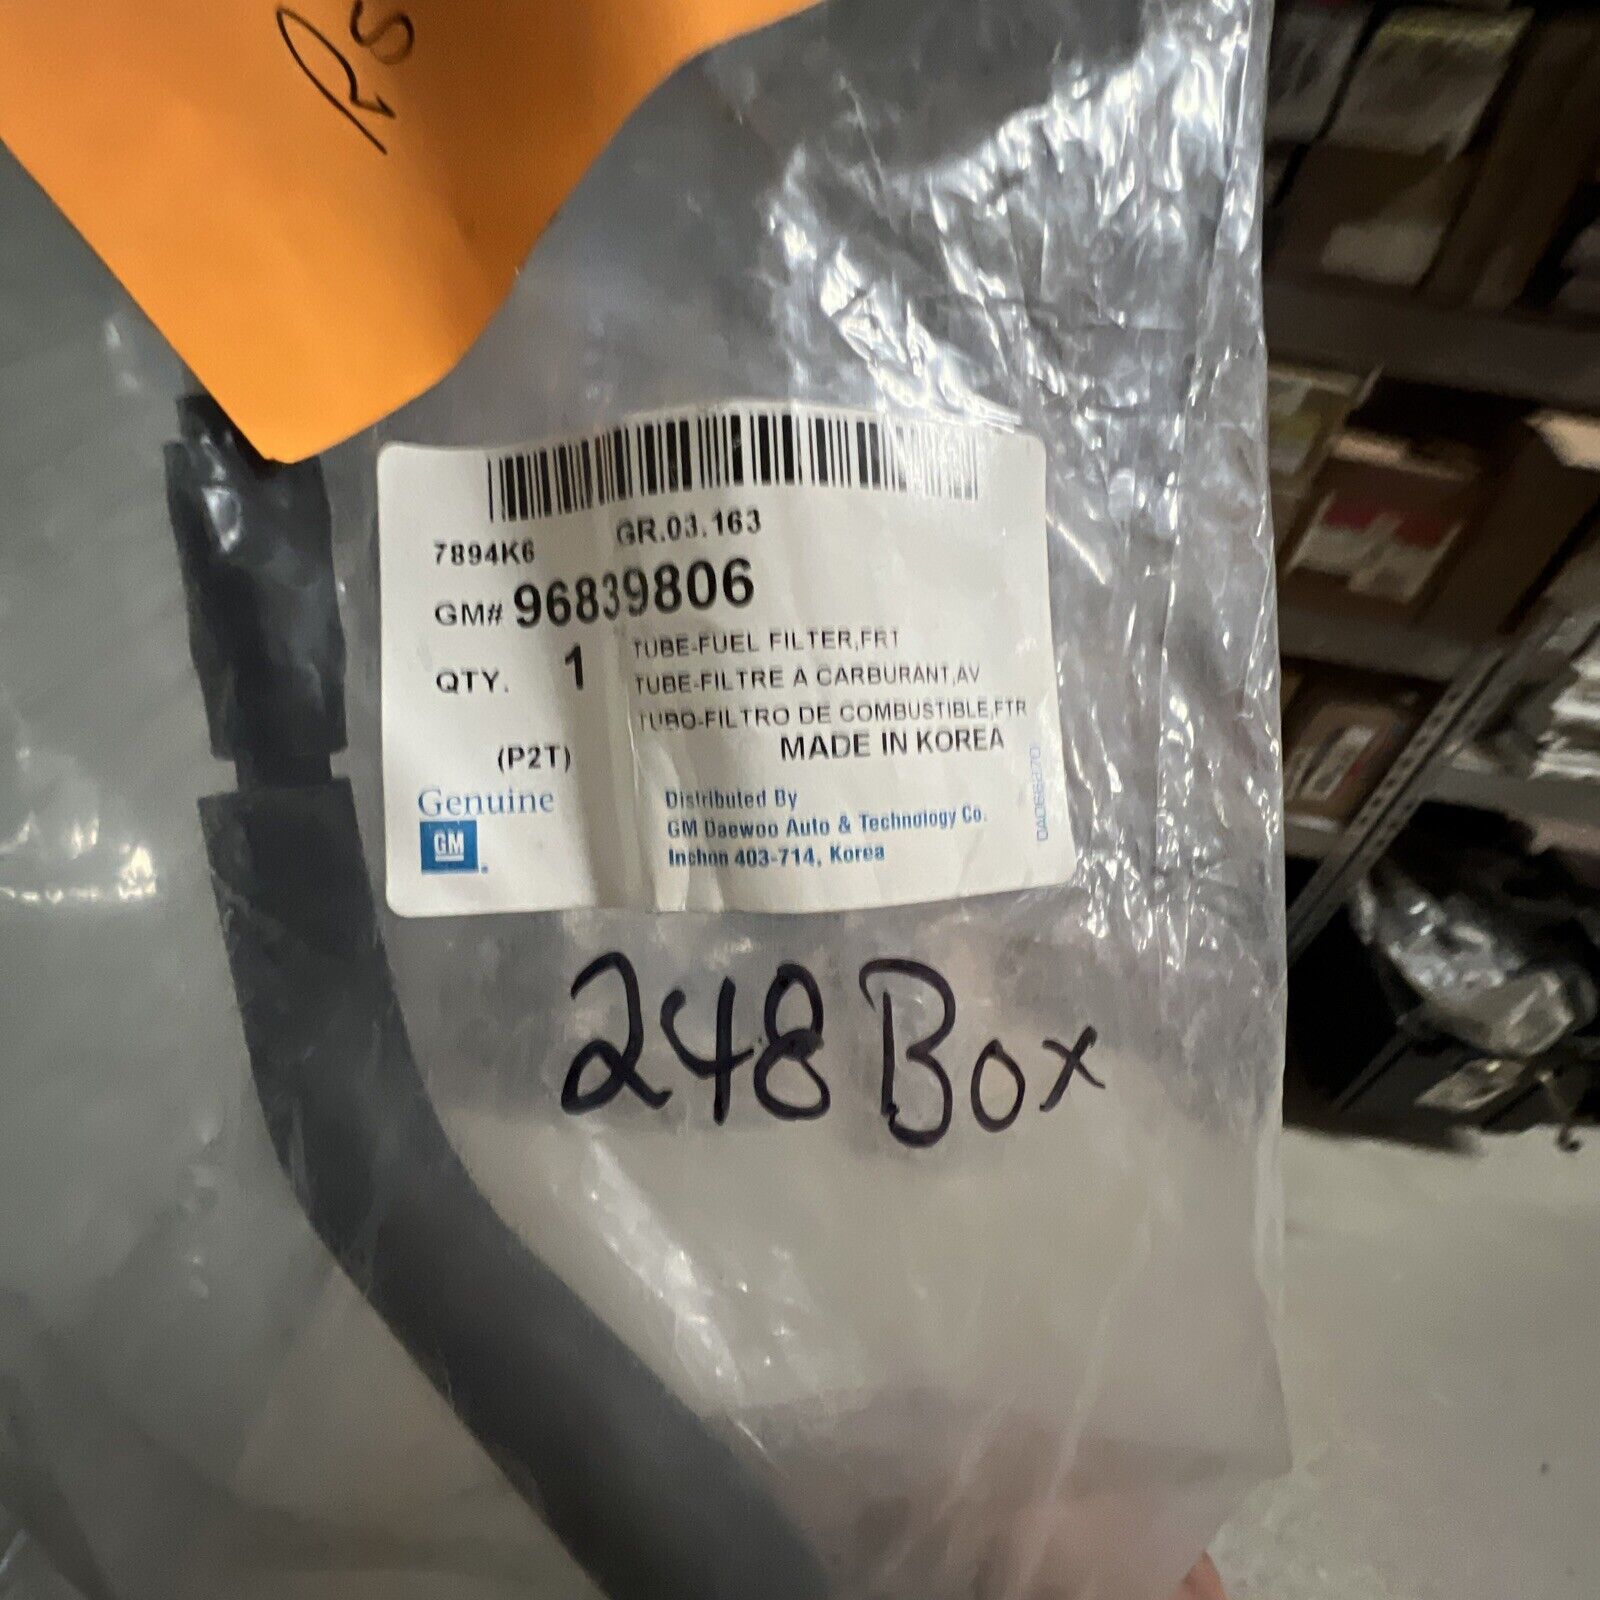 Rs
GR.03.163
7894K6
GM# 96839806
QTY. 1
TUBE-FUEL FILTER,FRT
TUBE-FILTRE A CARBURANT,AV
TUBO-FILTRO DE COMBUSTIBLE,FTR
(P2T)
MADE IN KOREA
Genuine
GM
Distributed By
GM Daewoo Auto & Technology Co.
Inchon 403-714, Korea
248 Box